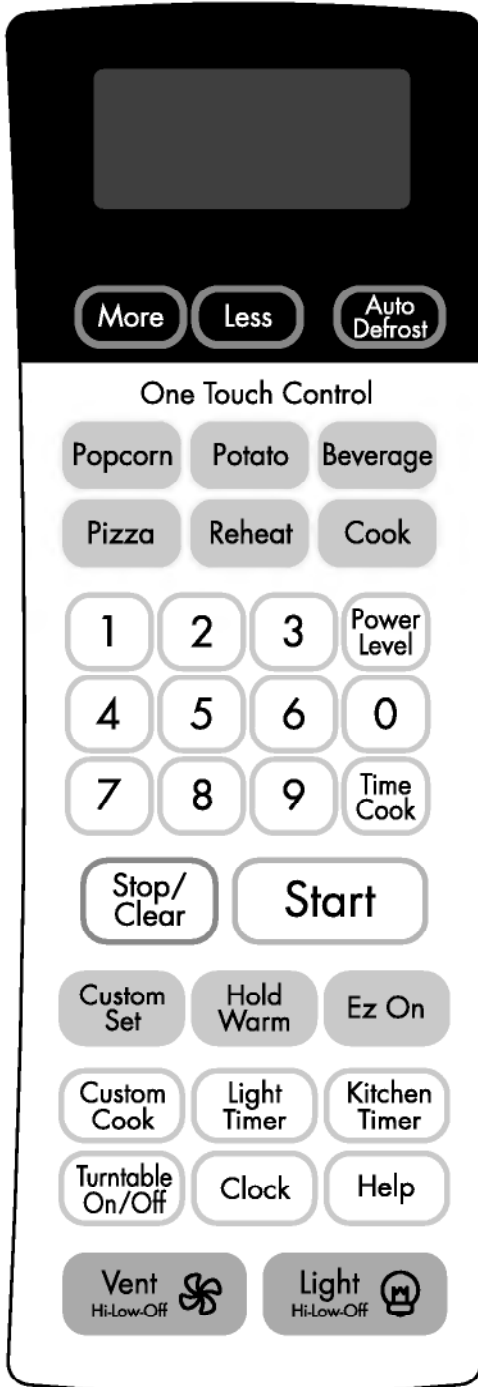 More Less Auto Defrost
One Touch Control
Popcorn Potato Beverage
Pizza Reheat Cook
1 2 3 Power Level
4 5 6 0
7 8 9 Time Cook
Stop/ Clear Start
Custom Set Hold Warm Ez On
Custom Cook Light Timer Kitchen Timer
Turntable On/Off Clock Help
Vent Hi-Low-Off Light Hi-Low-Off